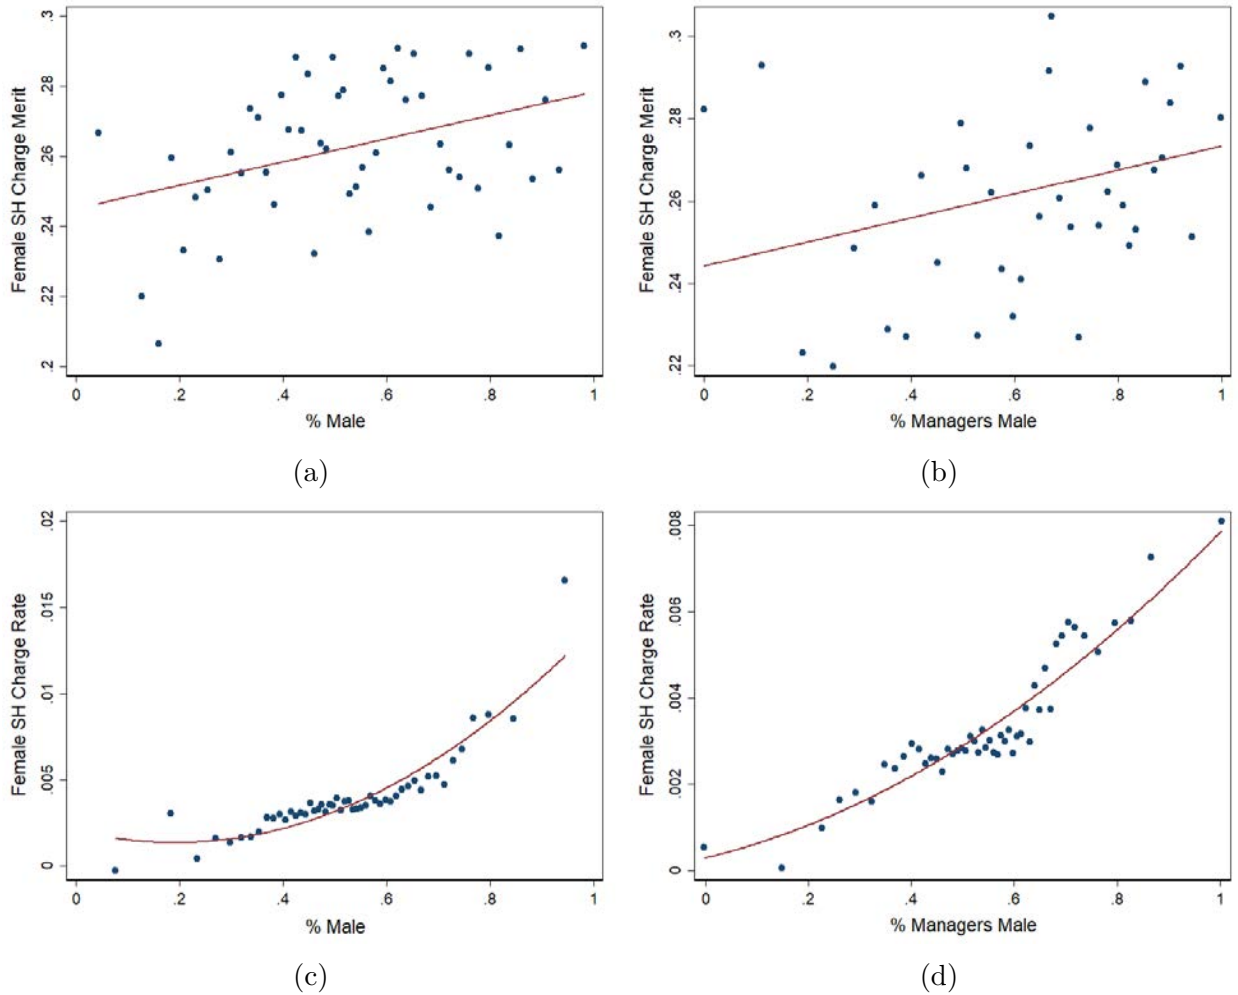 Female SH Charge Merit
.3
.28
.26
.24
.22
.2
0 .2 .4 .6 .8 1
% Male
(a)
Female SH Charge Merit
.3
.28
.26
.24
.22
0 .2 .4 .6 .8 1
% Managers Male
(b)
Female SH Charge Rate
.02
.015
.01
.005
0
0 .2 .4 .6 .8 1
% Male
(c)
Female SH Charge Rate
.008
.006
.004
.002
0
0 .2 .4 .6 .8 1
% Managers Male
(d)